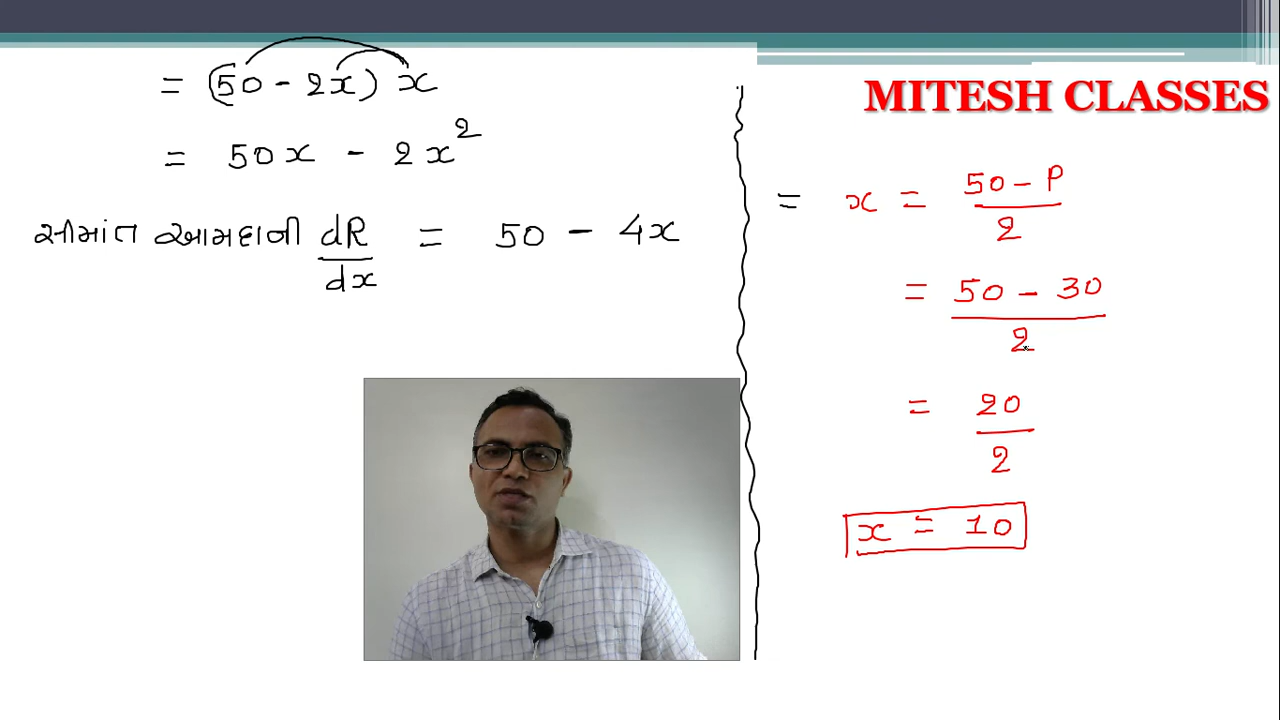 = (50 - 2x) x
= 50x - 2x²
સીમાંત આમદાની dR/dx = 50 - 4x
MITESH CLASSES
= x = 50 - P / 2
= 50 - 30 / 2
= 20 / 2
x = 10